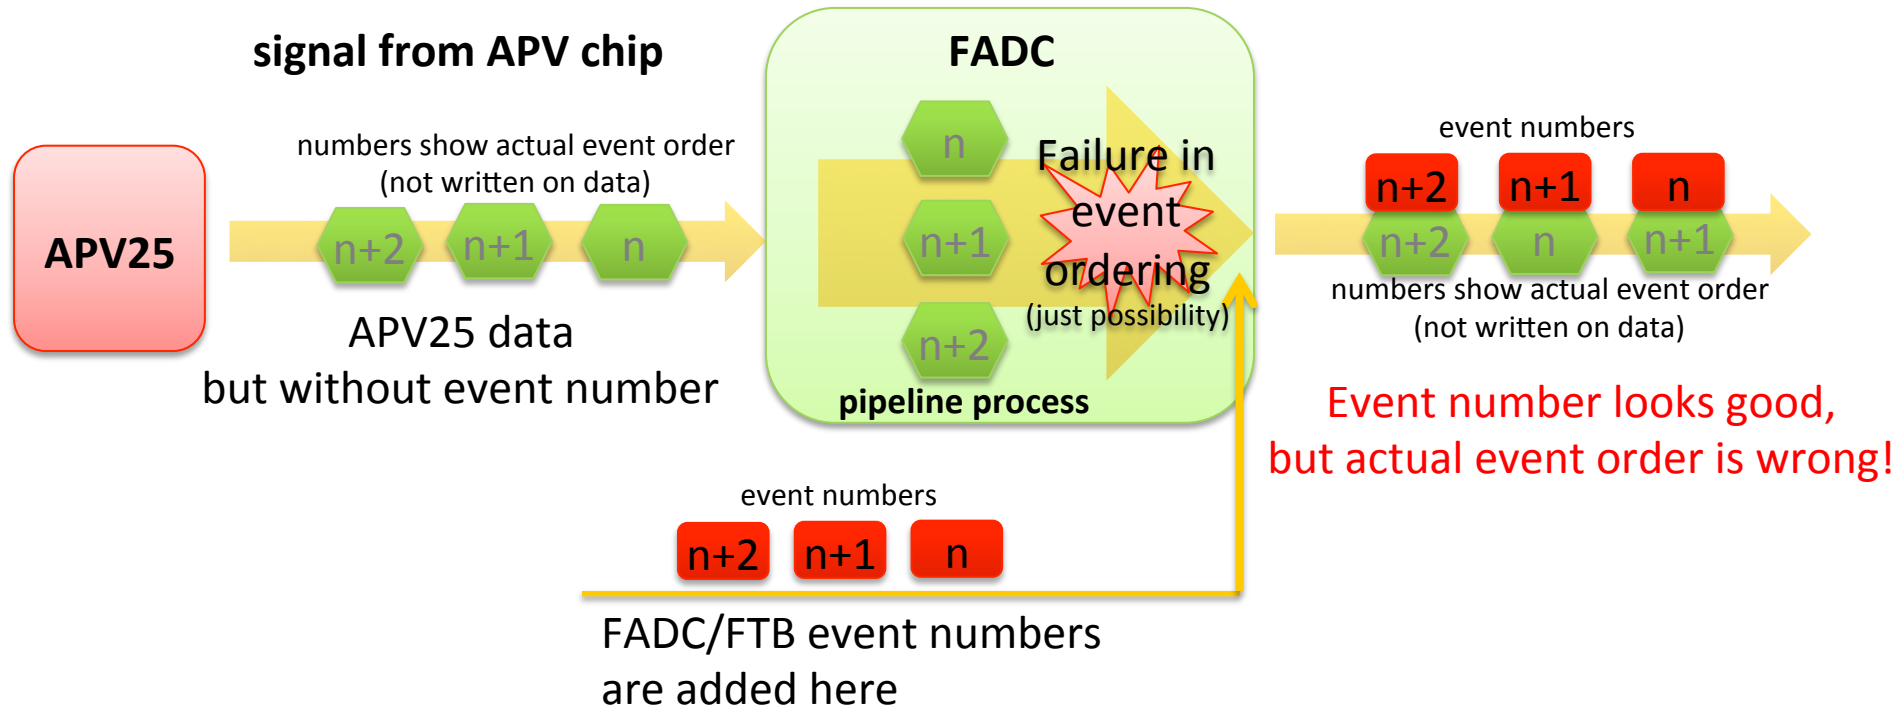 signal from APV chip
numbers show actual event order
(not written on data)
APV25
n+2
n+1
n
APV25 data
but without event number
FADC
n
n+1
n+2
Failure in
event
ordering
(just possibility)
pipeline process
event numbers
n+2
n+1
n
n+2
n
n+1
numbers show actual event order
(not written on data)
Event number looks good,
but actual event order is wrong!
event numbers
n+2
n+1
n
FADC/FTB event numbers
are added here